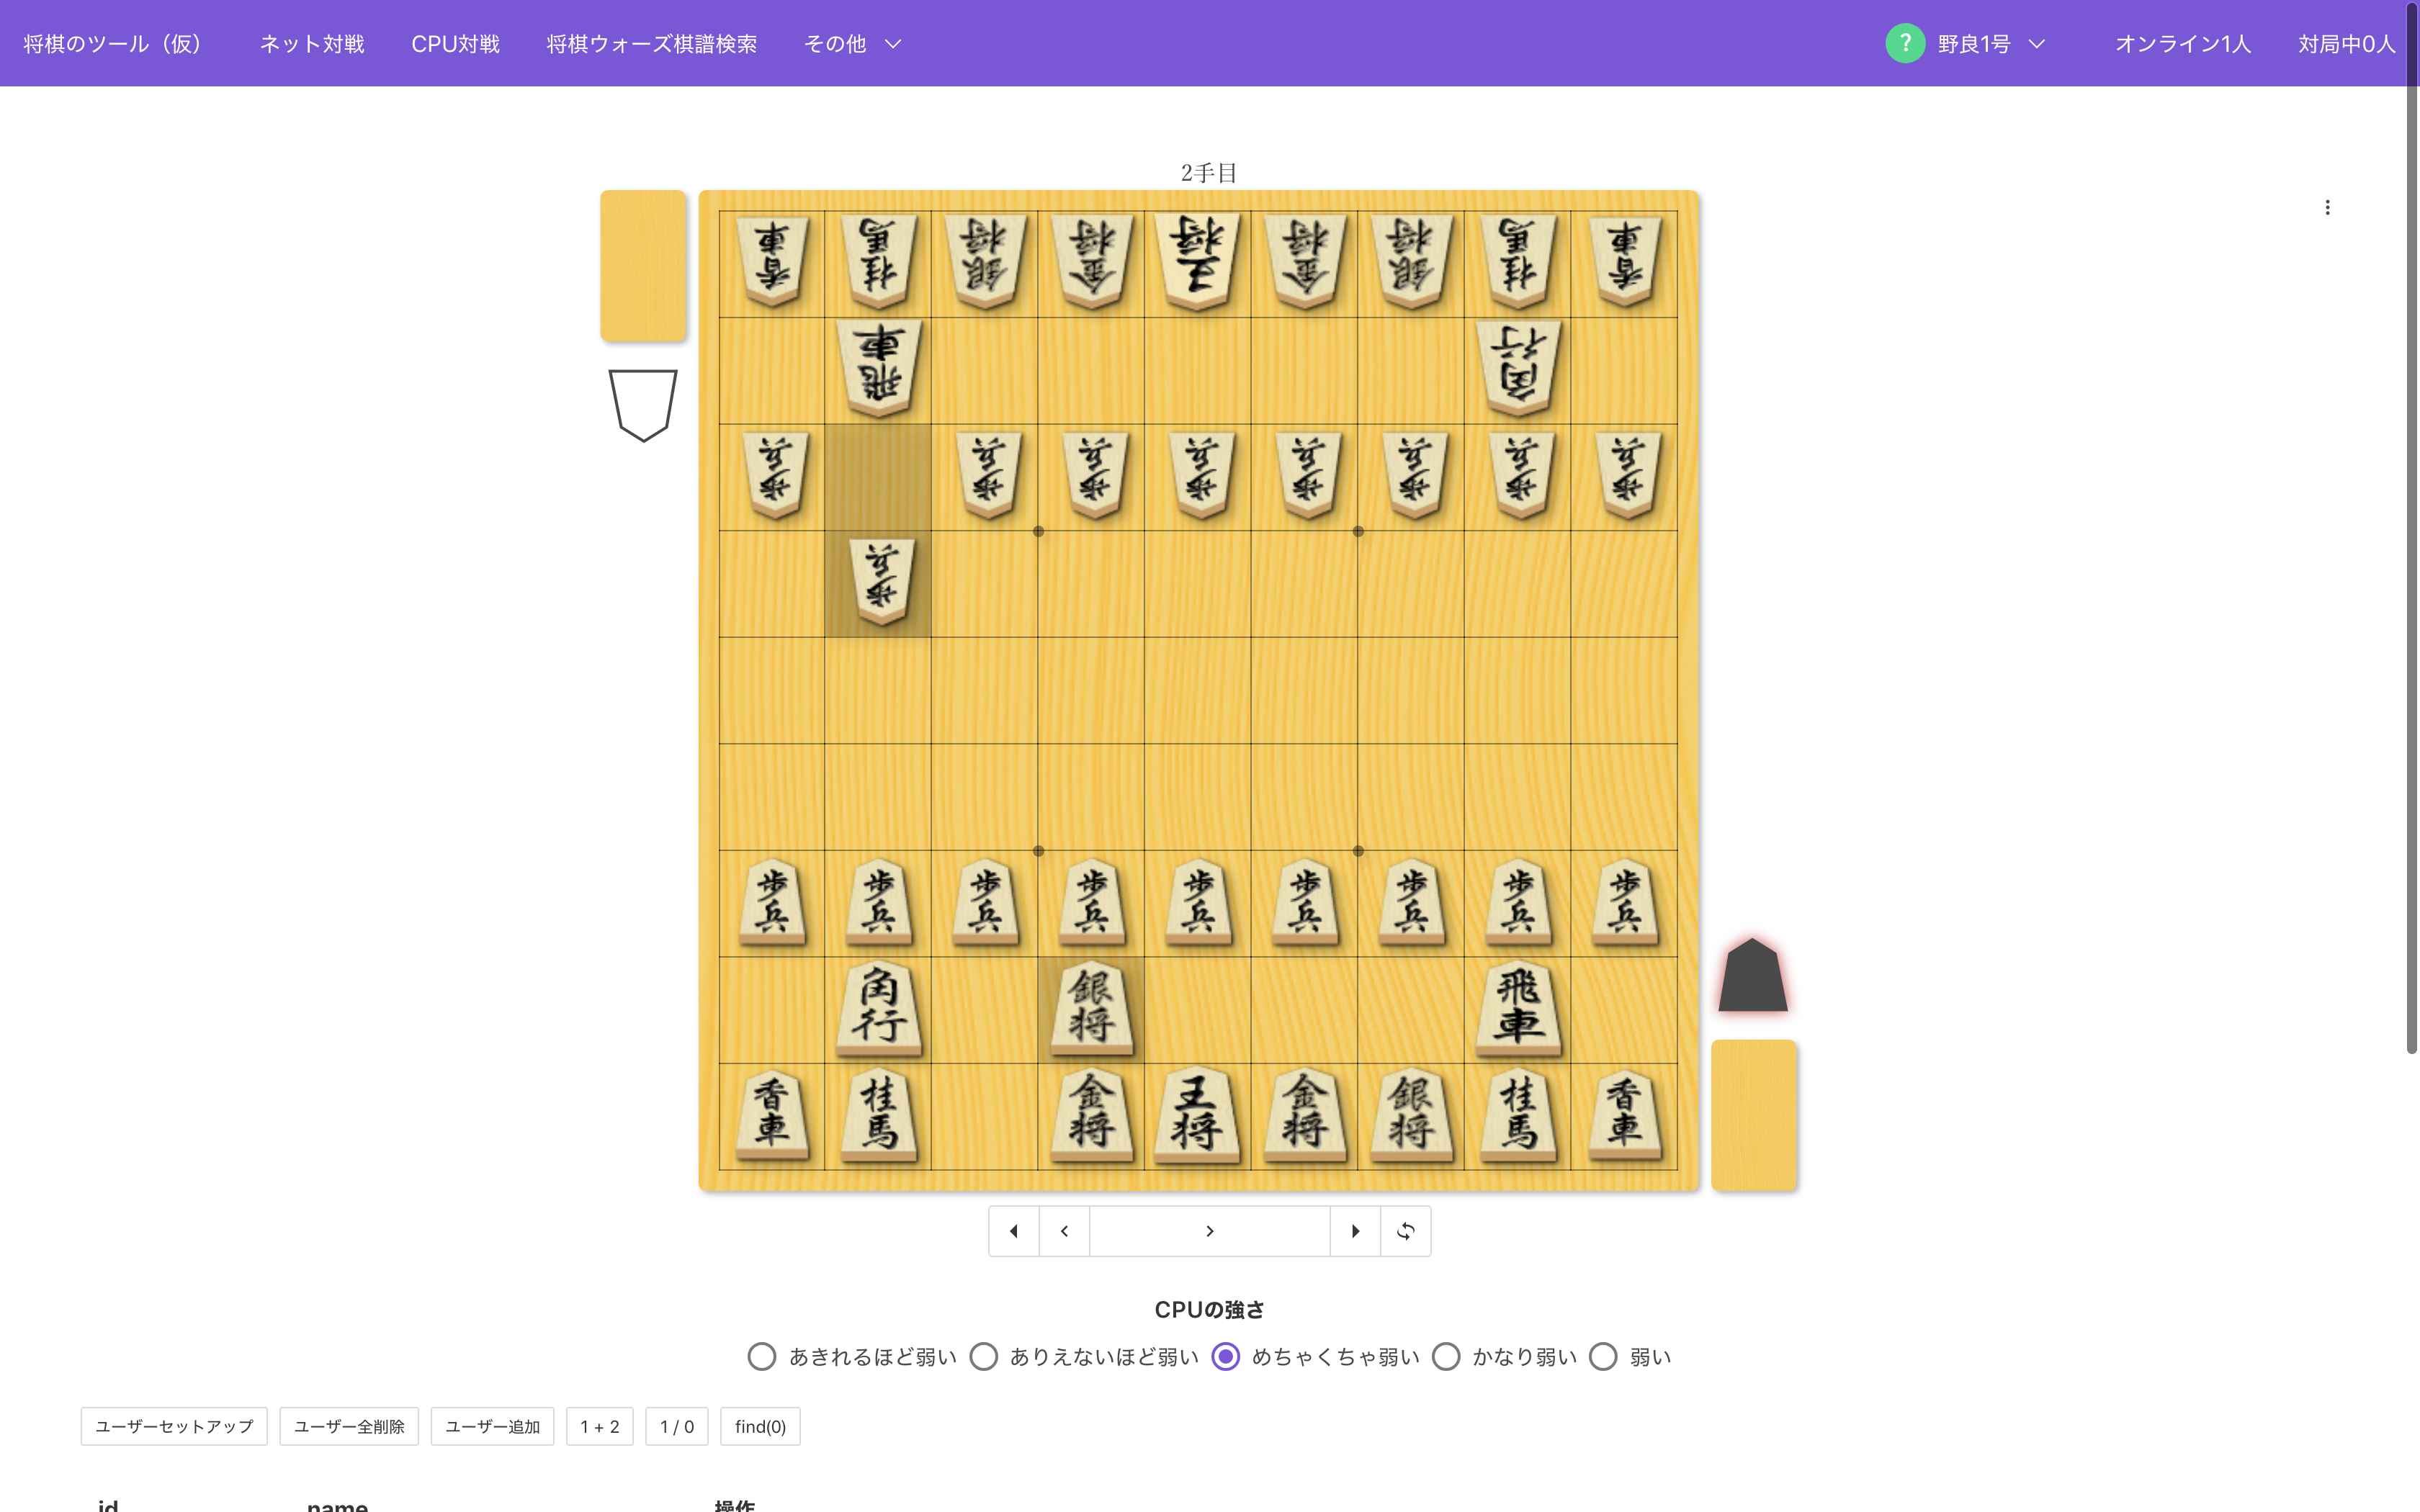 将棋のツール（仮） ネット対戦 CPU対戦 将棋ウォーズ棋譜検索 その他 ? 野良1号 オンライン1人 対局中0人
2手目
香車 桂馬 銀将 金将 王将 金将 銀将 桂馬 香車
飛車 角行
歩兵 歩兵 歩兵 歩兵 歩兵 歩兵 歩兵 歩兵
歩兵
歩兵 歩兵 歩兵 歩兵 歩兵 歩兵 歩兵 歩兵 歩兵
角行 銀将 飛車
香車 桂馬 金将 王将 金将 銀将 桂馬 香車
CPUの強さ
あきれるほど弱い ありえないほど弱い めちゃくちゃ弱い かなり弱い 弱い
ユーザーセットアップ ユーザー全削除 ユーザー追加 1 + 2 1 / 0 find(0)
id name 操作